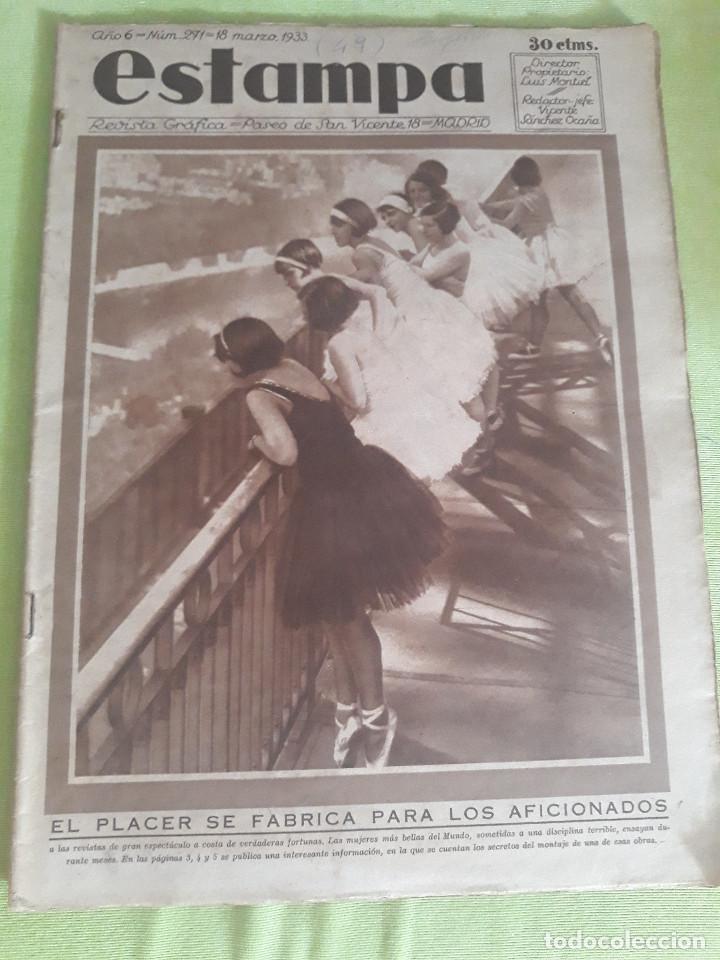 Año 6 = Núm. 271 = 18 marzo, 1933
(49)
30 ctms.
estampa
Director
Propietario:
Luis Montiel
Redactor-jefe:
Vicente
Sánchez Ocaña
Revista Gráfica = Paseo de San Vicente, 18 = MADRID
EL PLACER SE FABRICA PARA LOS AFICIONADOS
a las revistas de gran espectáculo a costa de verdaderas fortunas. Las mujeres más bellas del Mundo, sometidas a una disciplina terrible, ensayan du-
rante meses. En las páginas 3, 4 y 5 se publica una interesante información, en la que se cuentan los secretos del montaje de una de esas obras. -
todocoleccion